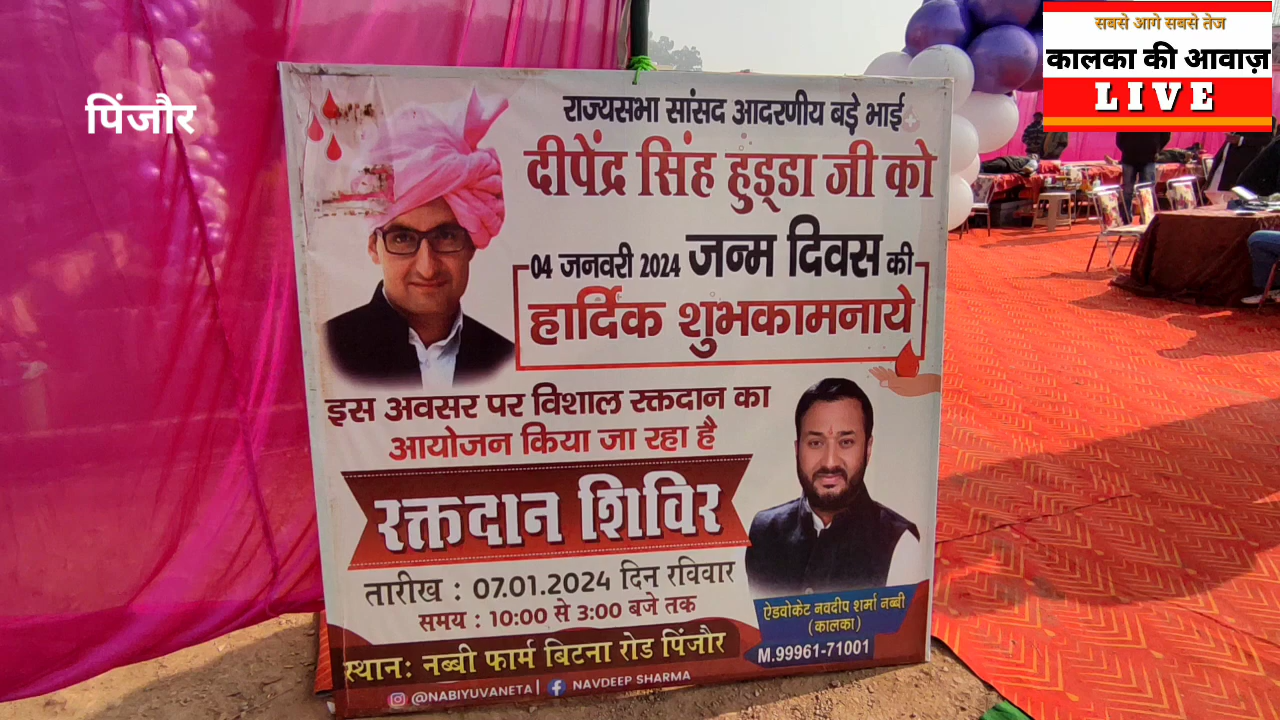 सबसे आगे सबसे तेज
कालका की आवाज़
LIVE
पिंजौर
राज्यसभा सांसद आदरणीय बड़े भाई
दीपेंद्र सिंह हुड्डा जी को
04 जनवरी 2024 जन्म दिवस की
हार्दिक शुभकामनाये
इस अवसर पर विशाल रक्तदान का
आयोजन किया जा रहा है
रक्तदान शिविर
तारीख : 07.01.2024 दिन रविवार
समय : 10:00 से 3:00 बजे तक
स्थान: नब्बी फार्म बिटना रोड पिंजौर
@NABIYUVANETA | NAVDEEP SHARMA
ऐडवोकेट नवदीप शर्मा नब्बी
(कालका)
M.99961-71001